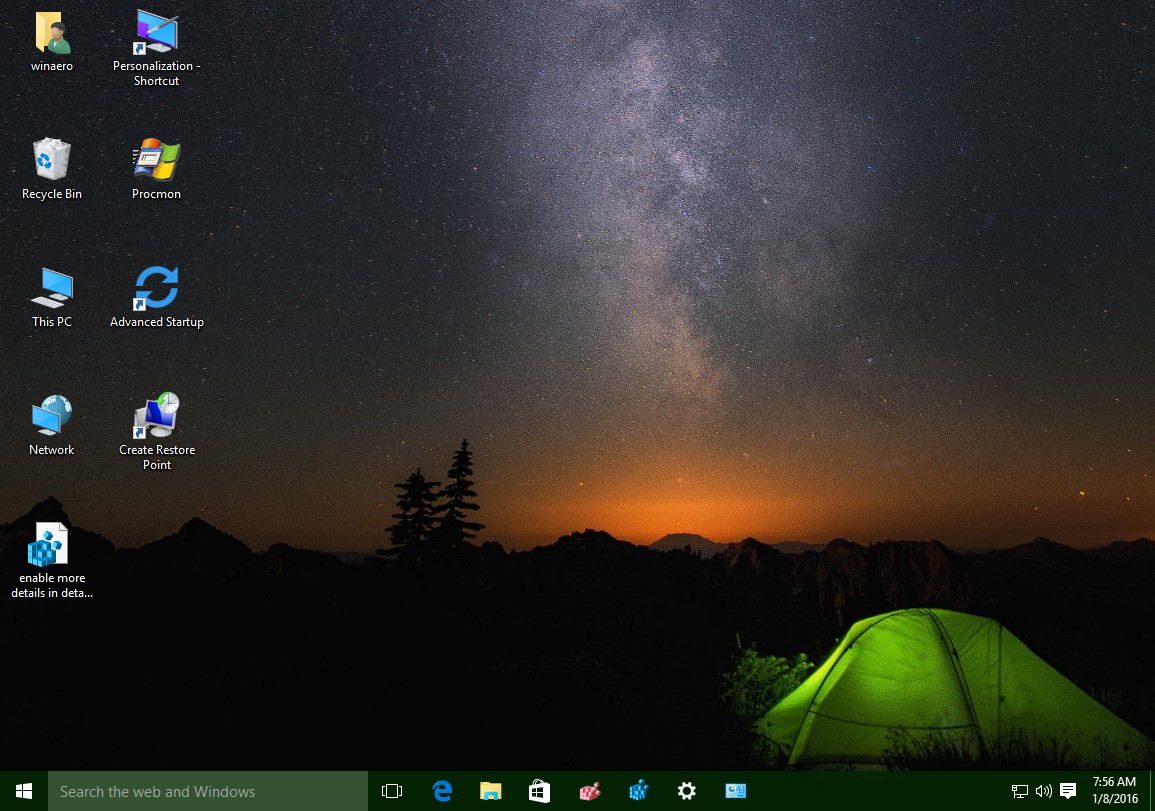 winaero
Personalization -
Shortcut
Recycle Bin
Procmon
This PC
Advanced Startup
Network
Create Restore
Point
enable more
details in deta...
Search the web and Windows
7:56 AM
1/8/2016